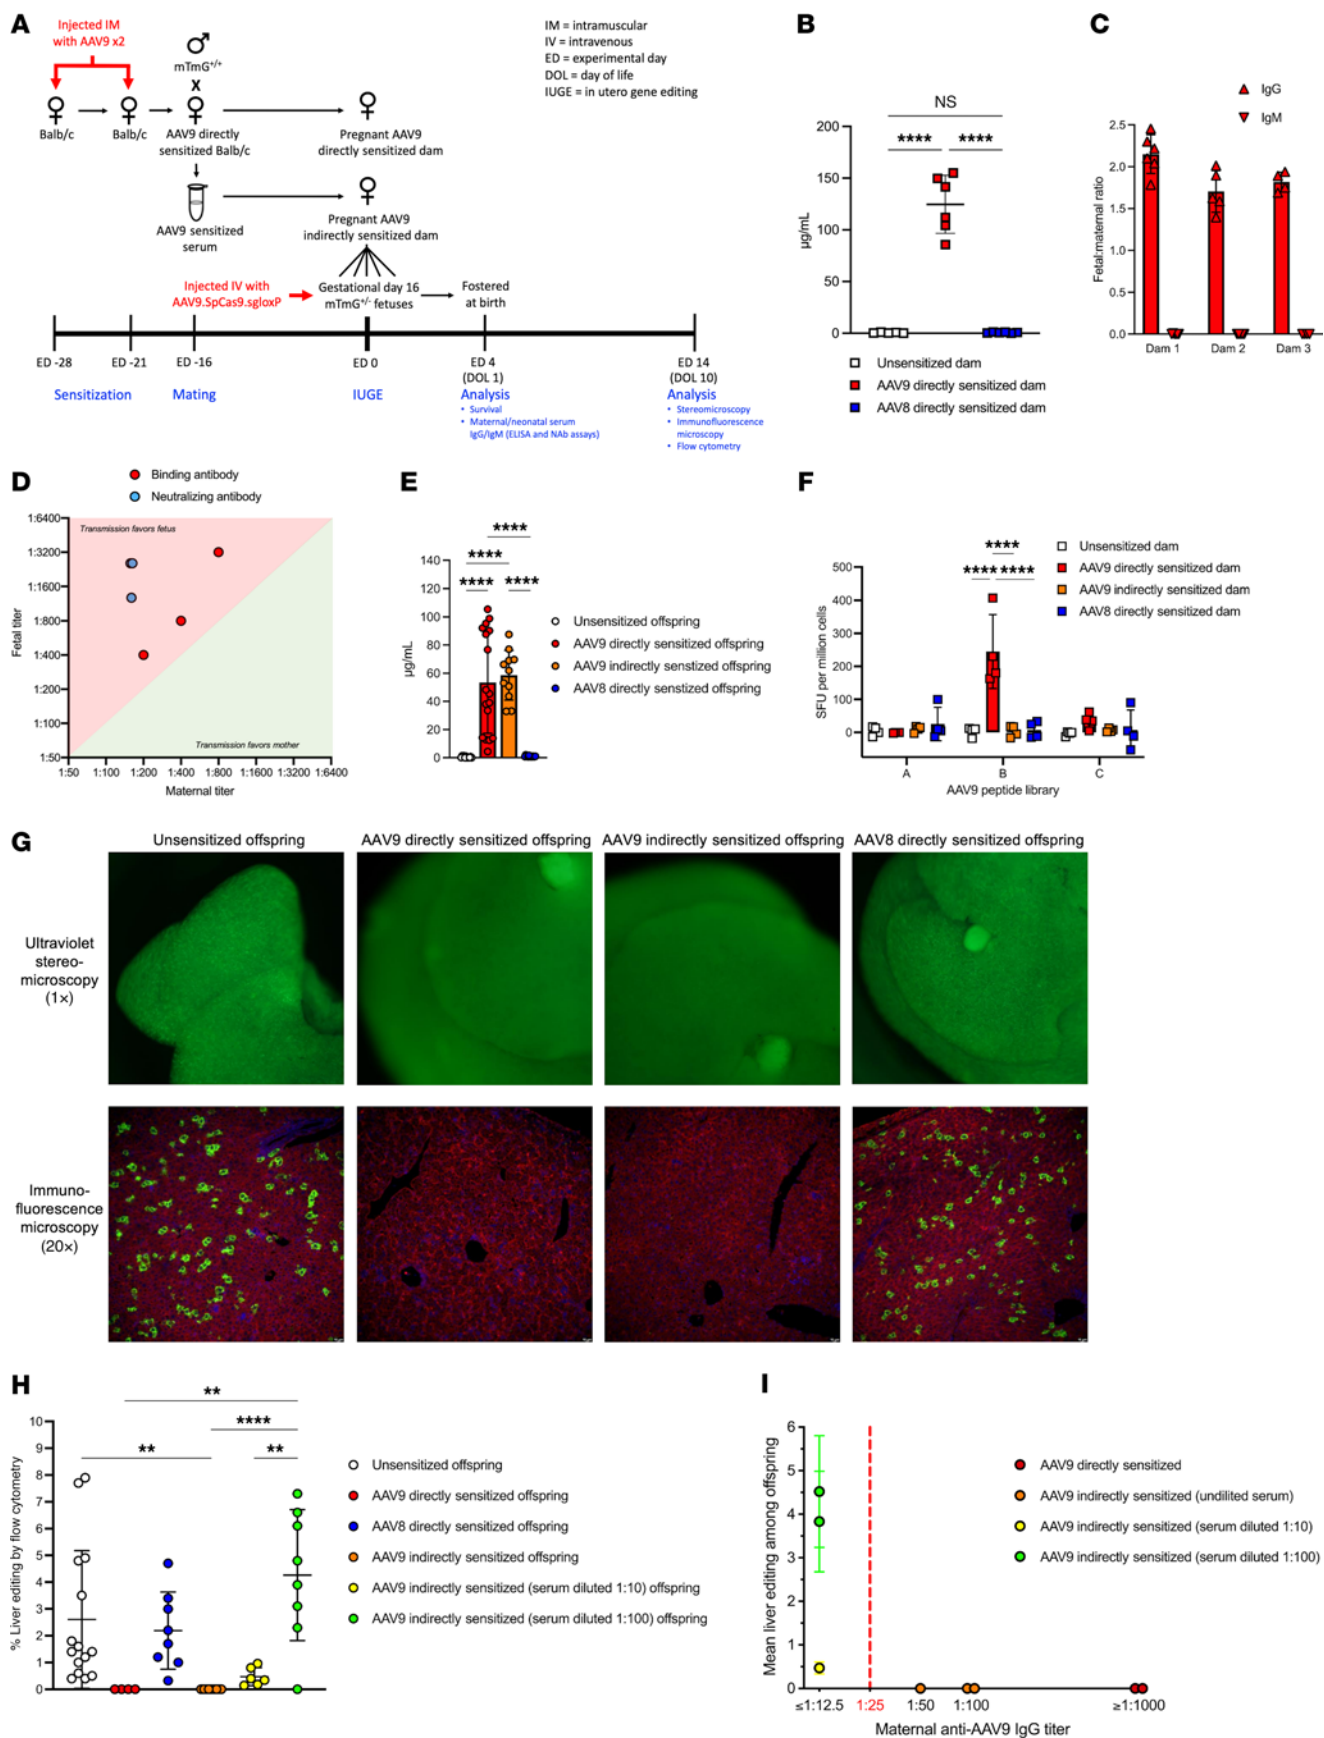 A
Injected IM
with AAV9 x2
mTmG+/+
X
Balb/c
Balb/c
AAV9 directly
sensitized Balb/c
Pregnant AAV9
directly sensitized dam
AAV9 sensitized
serum
Pregnant AAV9
indirectly sensitized dam
Injected IV with
AAV9.SpCas9.sgloxP
Gestational day 16
mTmG+/- fetuses
Fostered
at birth
IM = intramuscular
IV = intravenous
ED = experimental day
DOL = day of life
IUGE = in utero gene editing
ED -28
ED -21
ED -16
ED 0
ED 4
(DOL 1)
ED 14
(DOL 10)
Sensitization
Mating
IUGE
Analysis
• Survival
• Maternal/neonatal serum
IgG/IgM (ELISA and NAb assays)
Analysis
• Stereomicroscopy
• Immunofluorescence
microscopy
• Flow cytometry
B
NS
**** ****
µg/mL
200
150
100
50
0
Unsensitized dam
AAV9 directly sensitized dam
AAV8 directly sensitized dam
C
IgG
IgM
Fetal:maternal ratio
2.5
2.0
1.5
1.0
0.5
0.0
Dam 1 Dam 2 Dam 3
D
Binding antibody
Neutralizing antibody
Transmission favors fetus
Transmission favors mother
Fetal titer
1:6400
1:3200
1:1600
1:800
1:400
1:200
1:100
1:50
1:50 1:100 1:200 1:400 1:800 1:1600 1:3200 1:6400
Maternal titer
E
****
****
**** ****
µg/mL
140
120
100
80
60
40
20
0
Unsensitized offspring
AAV9 directly sensitized offspring
AAV9 indirectly senstized offspring
AAV8 directly senstized offspring
F
****
**** ****
SFU per million cells
500
400
300
200
100
0
A B C
AAV9 peptide library
Unsensitized dam
AAV9 directly sensitized dam
AAV9 indirectly sensitized dam
AAV8 directly sensitized dam
G
Unsensitized offspring
AAV9 directly sensitized offspring
AAV9 indirectly sensitized offspring
AAV8 directly sensitized offspring
Ultraviolet
stereo-
microscopy
(1×)
Immuno-
fluorescence
microscopy
(20×)
H
**
****
** **
% Liver editing by flow cytometry
10
9
8
7
6
5
4
3
2
1
0
Unsensitized offspring
AAV9 directly sensitized offspring
AAV8 directly sensitized offspring
AAV9 indirectly sensitized offspring
AAV9 indirectly sensitized (serum diluted 1:10) offspring
AAV9 indirectly sensitized (serum diluted 1:100) offspring
I
Mean liver editing among offspring
6
5
4
3
2
1
0
≤1:12.5 1:25 1:50 1:100 ≥1:1000
Maternal anti-AAV9 IgG titer
AAV9 directly sensitized
AAV9 indirectly sensitized (undilited serum)
AAV9 indirectly sensitized (serum diluted 1:10)
AAV9 indirectly sensitized (serum diluted 1:100)